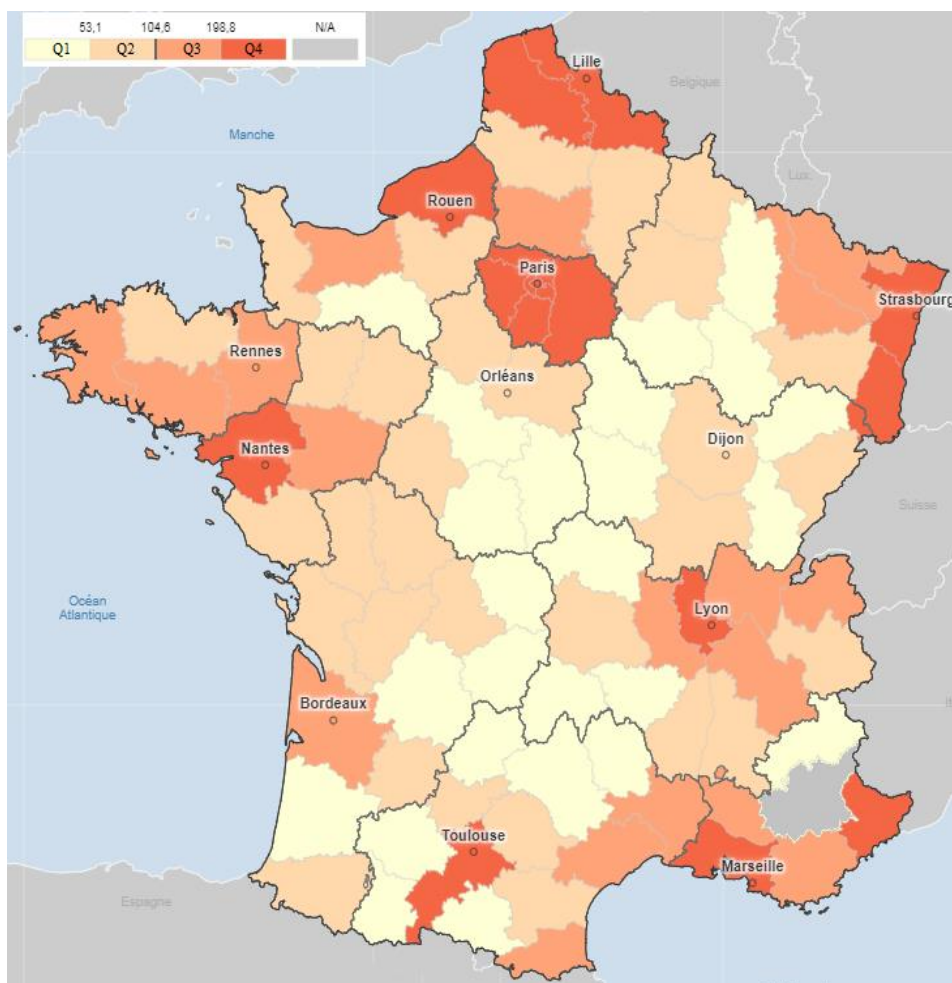 53,1 104,6 198,8 N/A
Q1 Q2 Q3 Q4
Lille
Belgique
Manche
Lux.
Rouen
Paris
Strasbourg
Rennes
Orléans
Nantes
Dijon
Suisse
Océan
Atlantique
Lyon
Bordeaux
Toulouse
Marseille
Espagne